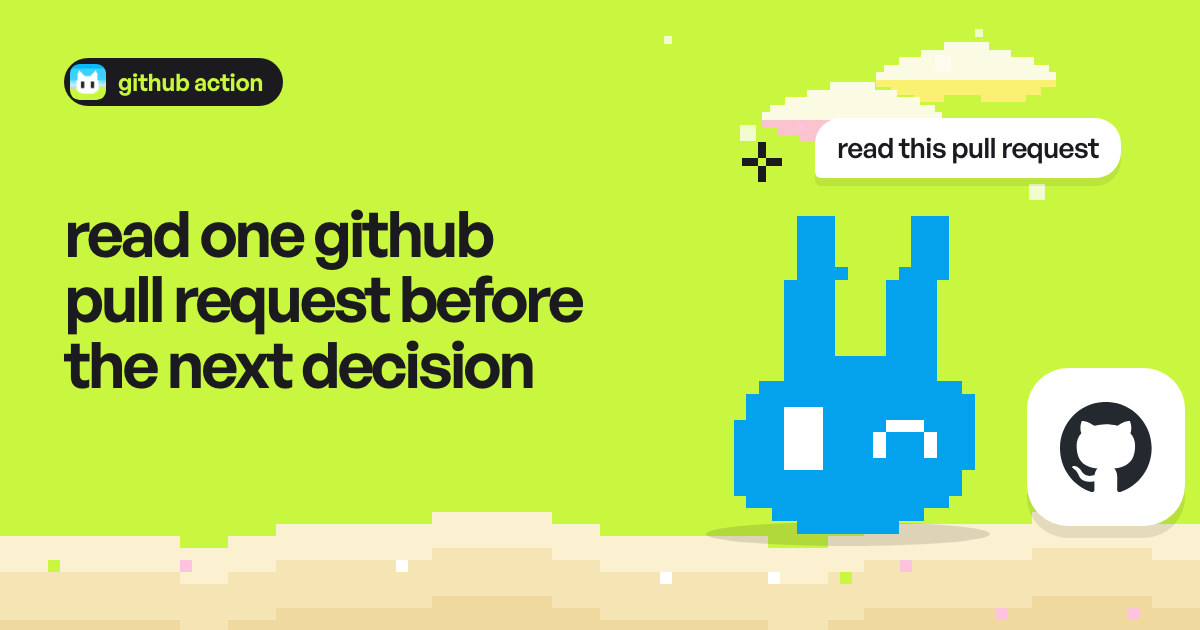 github action
read this pull request
read one github
pull request before
the next decision